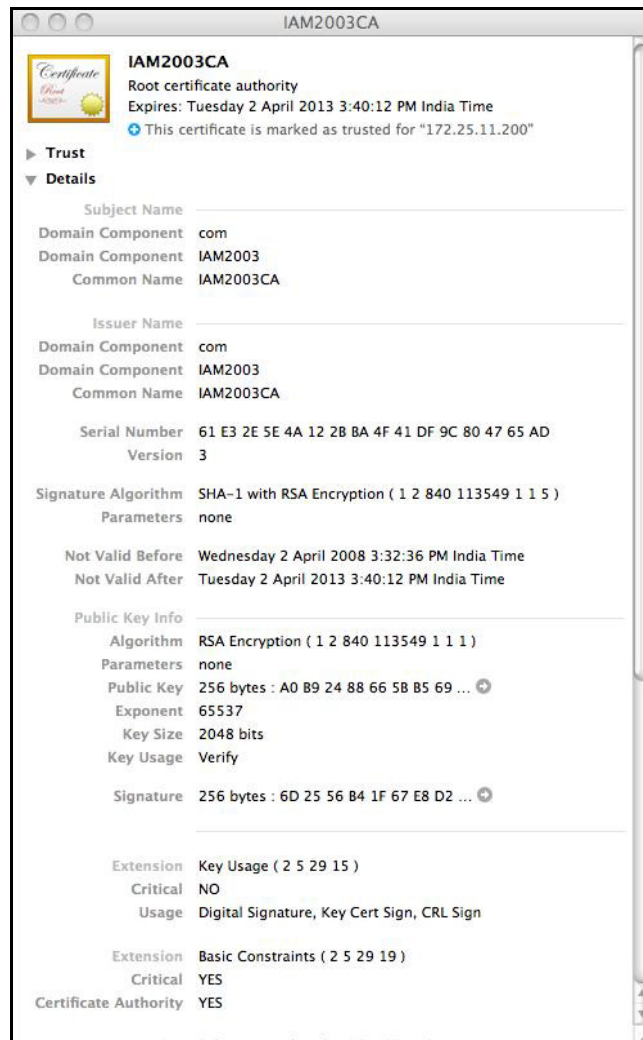 IAM2003CA
Certificate
Root
IAM2003CA
Root certificate authority
Expires: Tuesday 2 April 2013 3:40:12 PM India Time
This certificate is marked as trusted for "172.25.11.200"
Trust
Details
Subject Name
Domain Component com
Domain Component IAM2003
Common Name IAM2003CA
Issuer Name
Domain Component com
Domain Component IAM2003
Common Name IAM2003CA
Serial Number 61 E3 2E 5E 4A 12 2B BA 4F 41 DF 9C 80 47 65 AD
Version 3
Signature Algorithm SHA-1 with RSA Encryption ( 1 2 840 113549 1 1 5 )
Parameters none
Not Valid Before Wednesday 2 April 2008 3:32:36 PM India Time
Not Valid After Tuesday 2 April 2013 3:40:12 PM India Time
Public Key Info
Algorithm RSA Encryption ( 1 2 840 113549 1 1 1 )
Parameters none
Public Key 256 bytes : A0 B9 24 88 66 5B B5 69 ...
Exponent 65537
Key Size 2048 bits
Key Usage Verify
Signature 256 bytes : 6D 25 56 B4 1F 67 E8 D2 ...
Extension Key Usage ( 2 5 29 15 )
Critical NO
Usage Digital Signature, Key Cert Sign, CRL Sign
Extension Basic Constraints ( 2 5 29 19 )
Critical YES
Certificate Authority YES